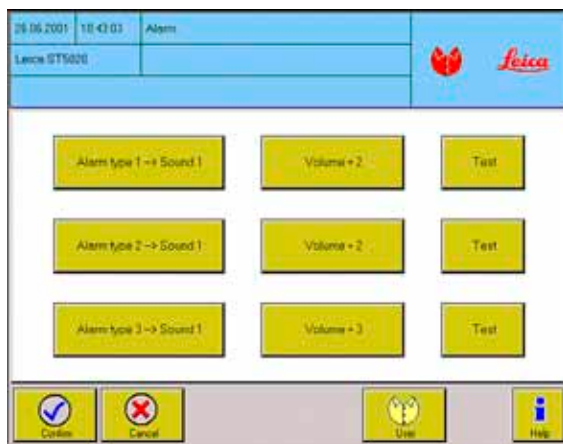 26.06.2001 10:43:03 Alarm
Leica ST5020
Leica
Alarm type 1 --> Sound 1 Volume = 2 Test
Alarm type 2 --> Sound 1 Volume = 2 Test
Alarm type 3 --> Sound 1 Volume = 3 Test
Confirm Cancel User Help